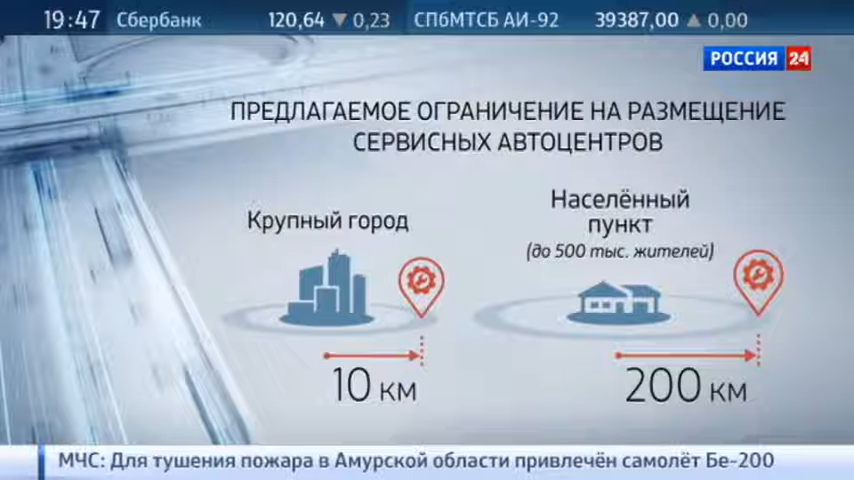 19:47 Сбербанк 120,64 ▼ 0,23 СПбМТСБ АИ-92 39387,00 ▲ 0,00
РОССИЯ 24
ПРЕДЛАГАЕМОЕ ОГРАНИЧЕНИЕ НА РАЗМЕЩЕНИЕ
СЕРВИСНЫХ АВТОЦЕНТРОВ
Крупный город
Населённый
пункт
(до 500 тыс. жителей)
10 км
200 км
МЧС: Для тушения пожара в Амурской области привлечён самолёт Бе-200